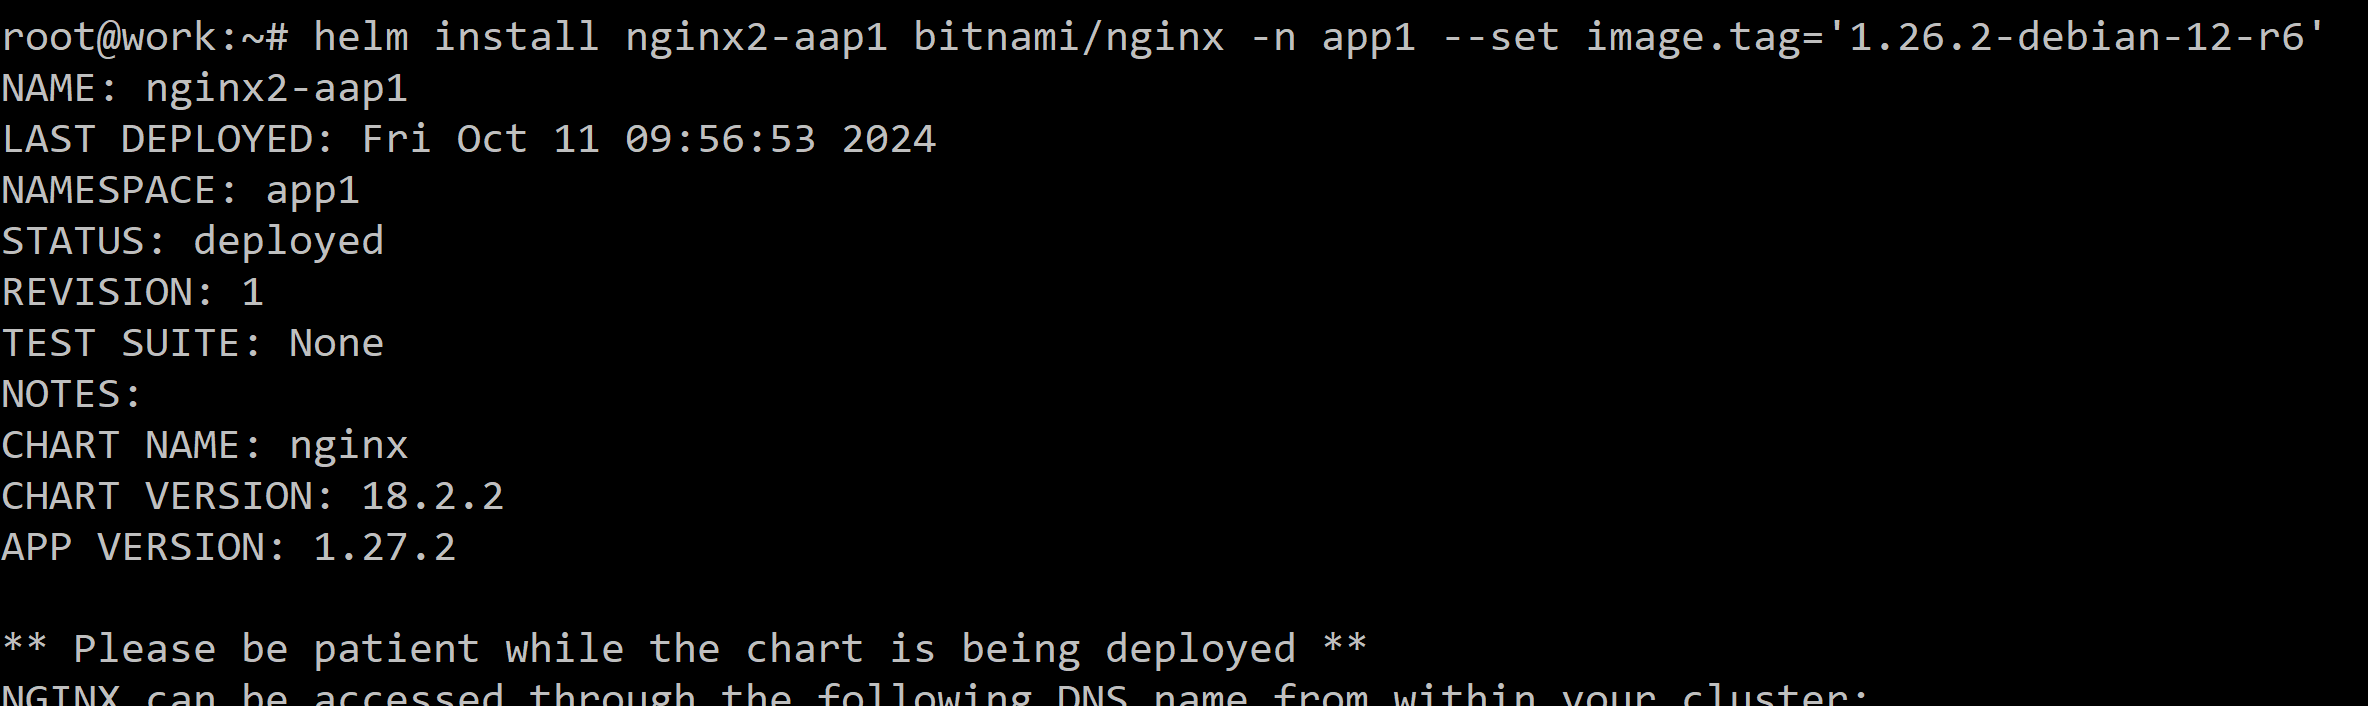 root@work:~# helm install nginx2-aap1 bitnami/nginx -n app1 --set image.tag='1.26.2-debian-12-r6'
NAME: nginx2-aap1
LAST DEPLOYED: Fri Oct 11 09:56:53 2024
NAMESPACE: app1
STATUS: deployed
REVISION: 1
TEST SUITE: None
NOTES:
CHART NAME: nginx
CHART VERSION: 18.2.2
APP VERSION: 1.27.2
** Please be patient while the chart is being deployed **
NGINX can be accessed through the following DNS name from within your cluster: